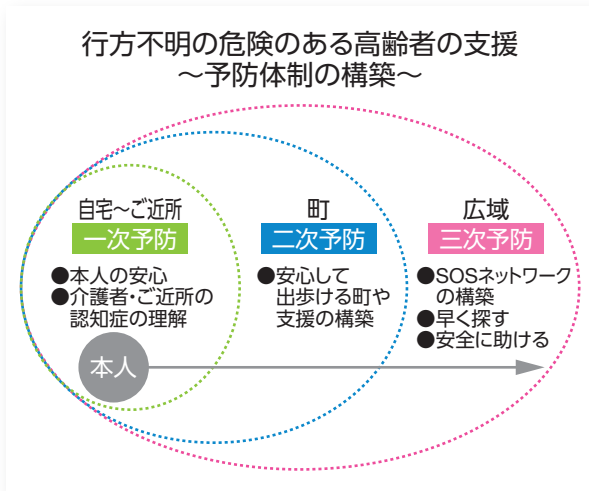 行方不明の危険のある高齢者の支援
～予防体制の構築～
自宅～ご近所
一次予防
●本人の安心
●介護者・ご近所の
認知症の理解
本人
町
二次予防
●安心して
出歩ける町や
支援の構築
広域
三次予防
●SOSネットワーク
の構築
●早く探す
●安全に助ける